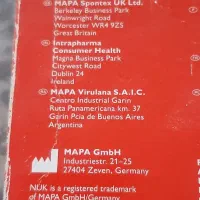 MAPA Spontex UK Ltd.
Berkeley Business Park
Wainwright Road
Worcester WR4 9ZS
Great Britain
Intrapharma
Consumer Health
Magna Business Park
Citywest Road
Dublin 24
Ireland
MAPA Virulana S.A.I.C.
Centro Industrial Garin
Ruta Panamericana km. 37
Garin Pcia de Buenos Aires
Argentina
MAPA GmbH
Industriestr. 21-25
27404 Zeven, Germany
NUK is a registered trademark
of MAPA GmbH/Germany